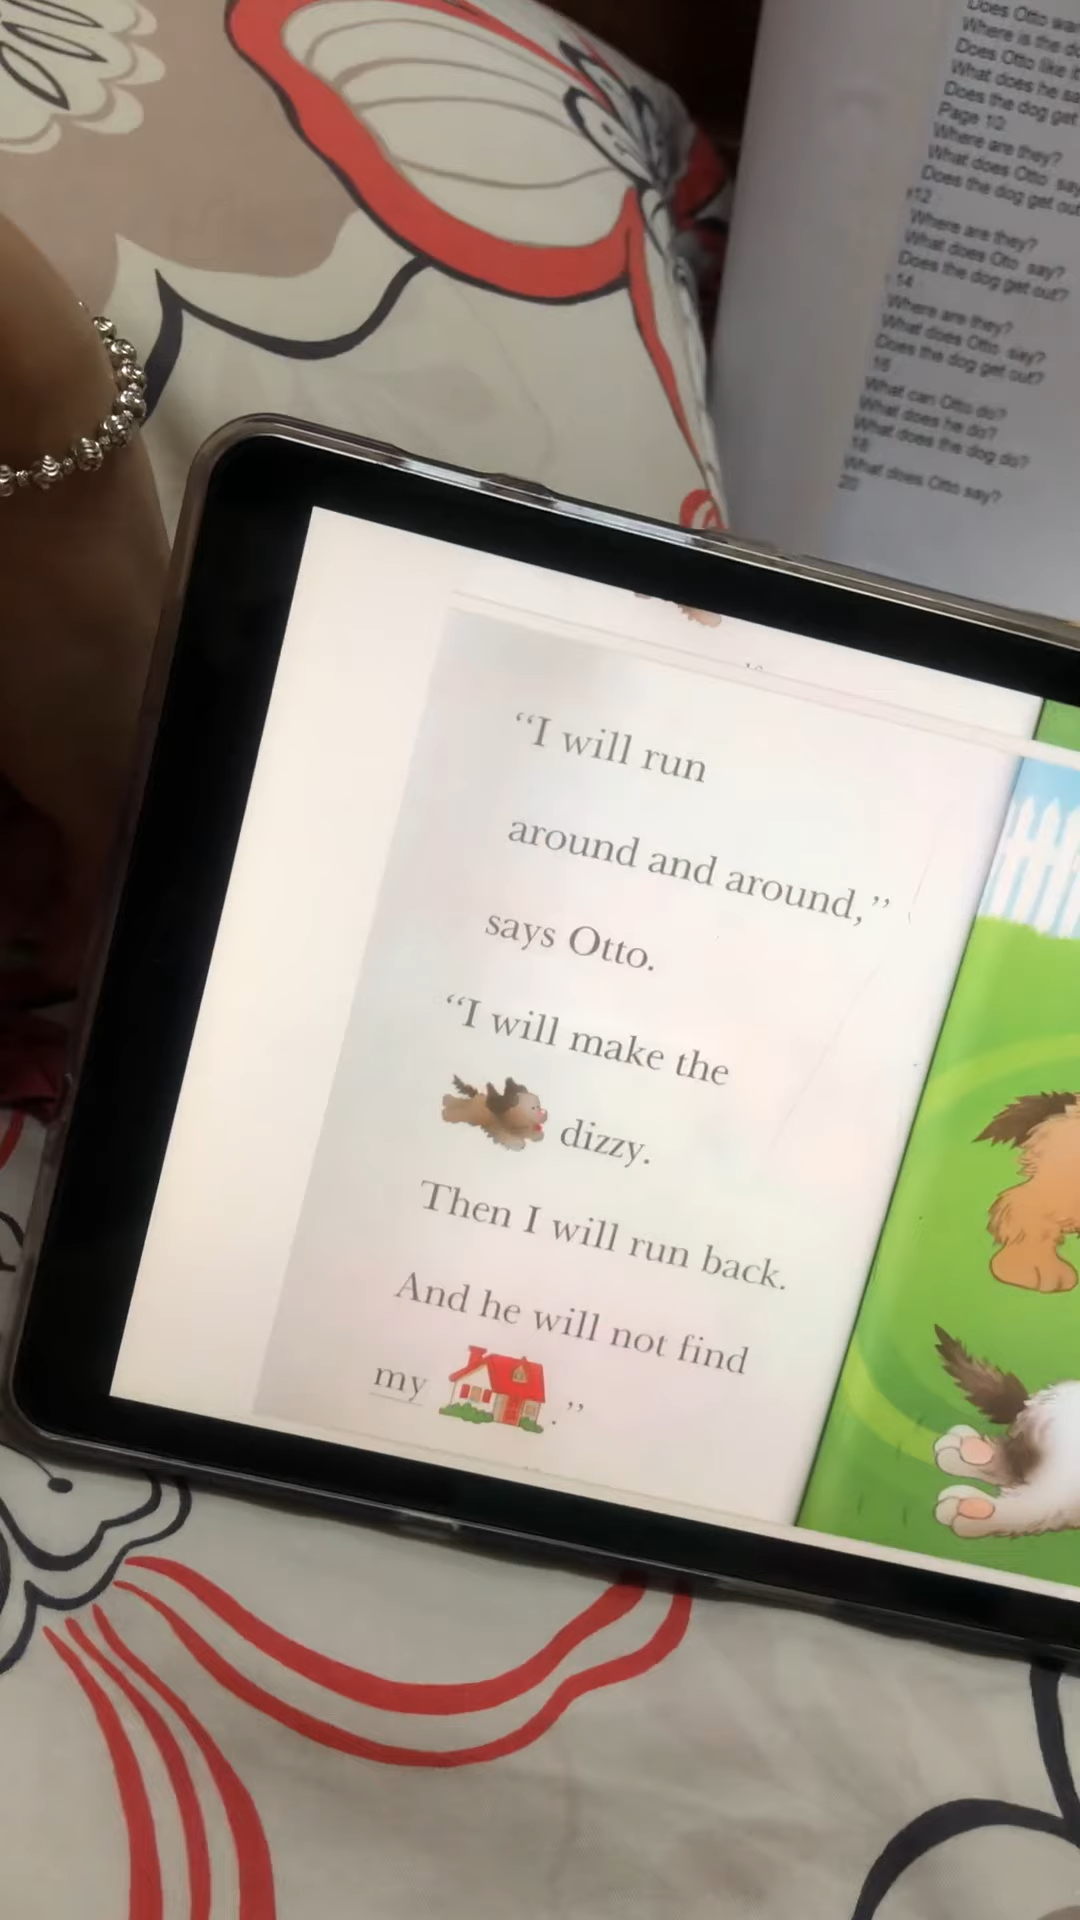 Does Otto
Where is the
Does Otto like
What does he
Does the dog get
Page 10
Where are they?
What does Otto say
Does the dog get out
12
Where are they?
What does Oto say?
Does the dog get out?
14
Where are they?
What does Otto say?
Does the dog get out?
16
What can Otto do?
What does he do?
What does the dog do?
18
What does Otto say?
20
“I will run
around and around,”
says Otto.
“I will make the
dizzy.
Then I will run back.
And he will not find
my .”